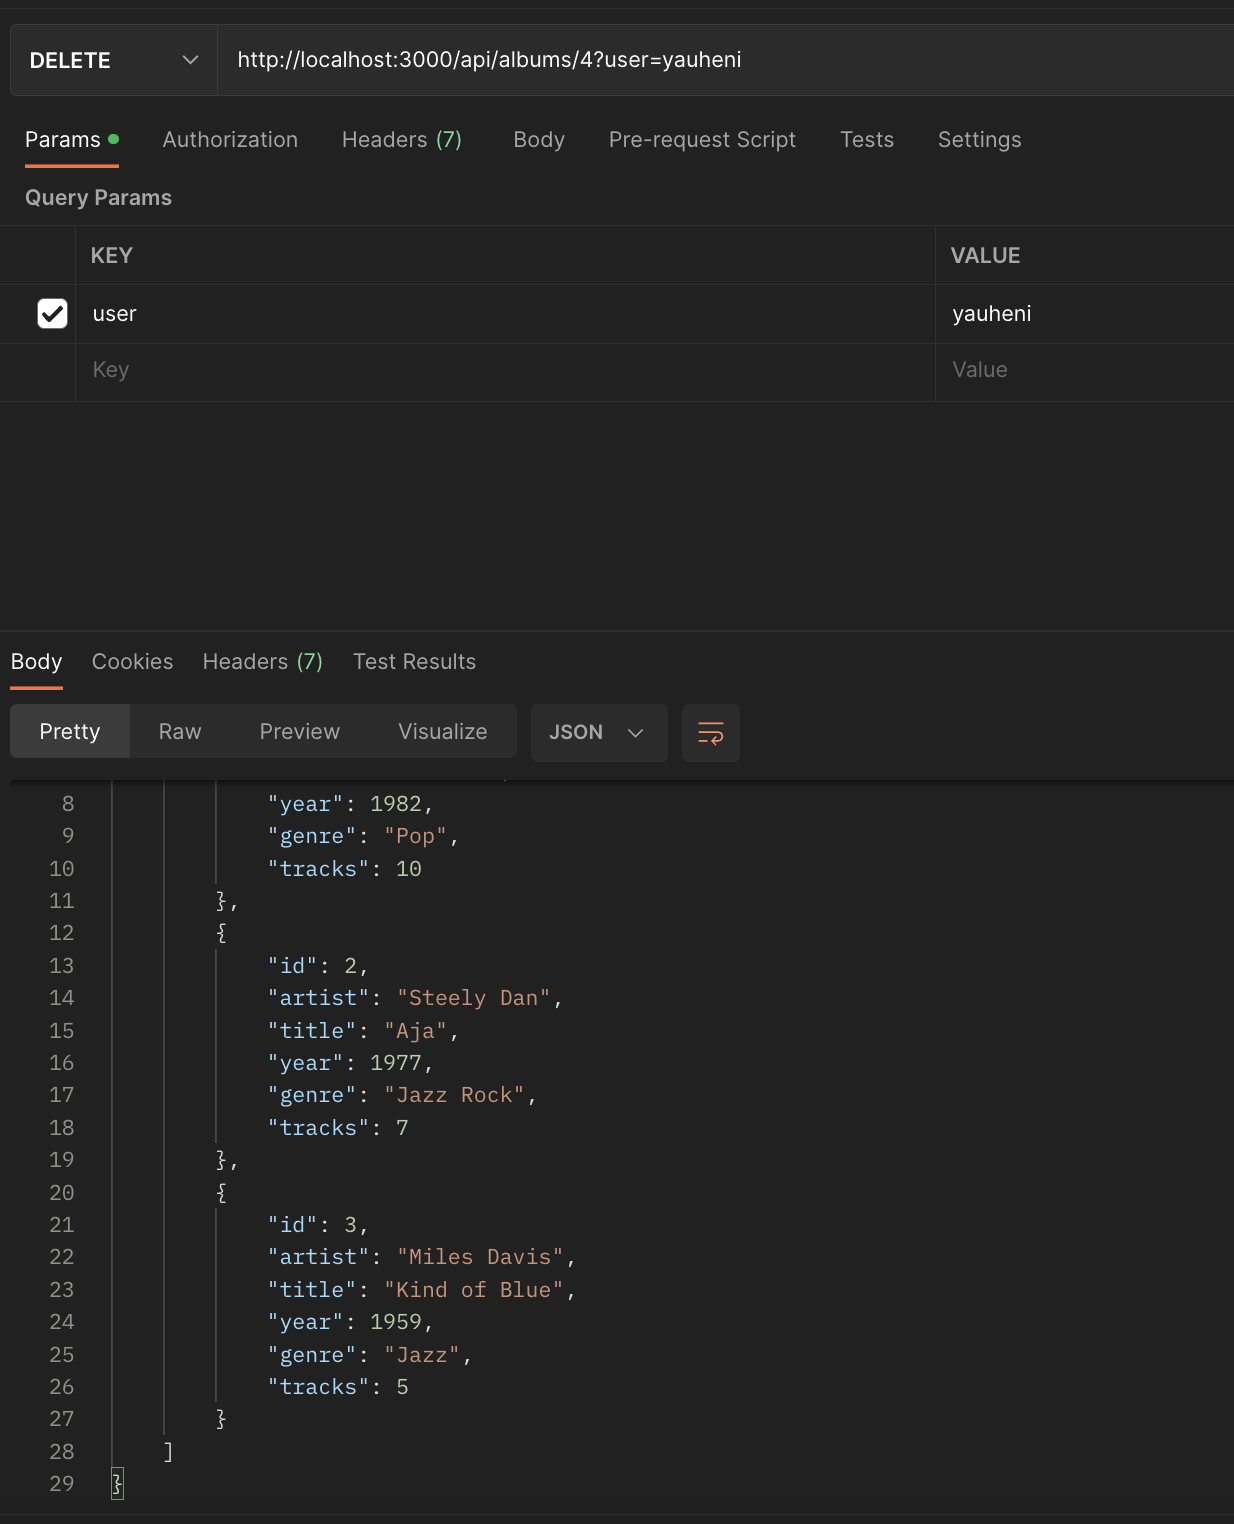 DELETE http://localhost:3000/api/albums/4?user=yauheni
Params Authorization Headers (7) Body Pre-request Script Tests Settings
Query Params
KEY VALUE
user yauheni
Key Value
Body Cookies Headers (7) Test Results
Pretty Raw Preview Visualize JSON
8 "year": 1982,
9 "genre": "Pop",
10 "tracks": 10
11 },
12 {
13 "id": 2,
14 "artist": "Steely Dan",
15 "title": "Aja",
16 "year": 1977,
17 "genre": "Jazz Rock",
18 "tracks": 7
19 },
20 {
21 "id": 3,
22 "artist": "Miles Davis",
23 "title": "Kind of Blue",
24 "year": 1959,
25 "genre": "Jazz",
26 "tracks": 5
27 }
28 ]
29 }